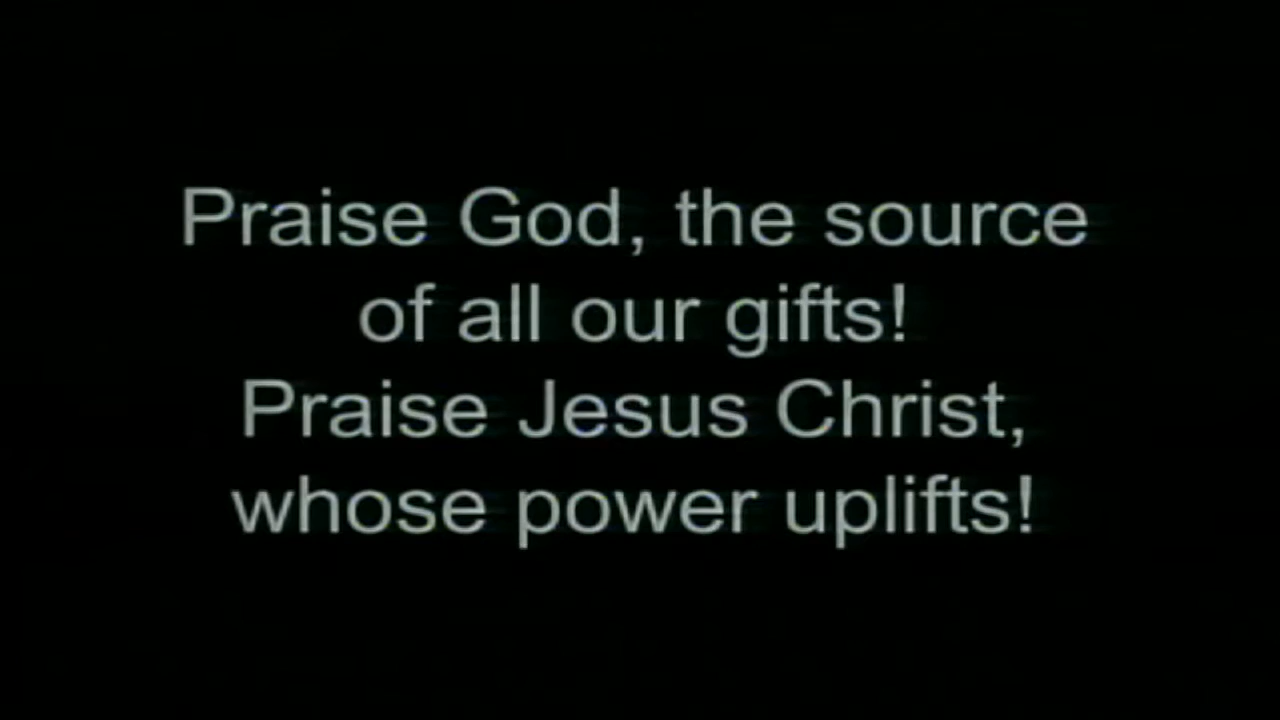 Praise God, the source
of all our gifts!
Praise Jesus Christ,
whose power uplifts!